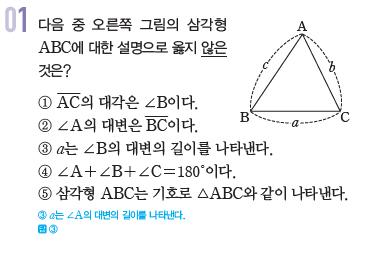 01 다음 중 오른쪽 그림의 삼각형
ABC에 대한 설명으로 옳지 않은
것은?
① A̅C̅의 대각은 ∠B이다.
② ∠A의 대변은 B̅C̅이다.
③ a는 ∠B의 대변의 길이를 나타낸다.
④ ∠A+∠B+∠C=180°이다.
⑤ 삼각형 ABC는 기호로 △ABC와 같이 나타낸다.
③ a는 ∠A의 대변의 길이를 나타낸다.
답 ③
A
c
b
B
C
a